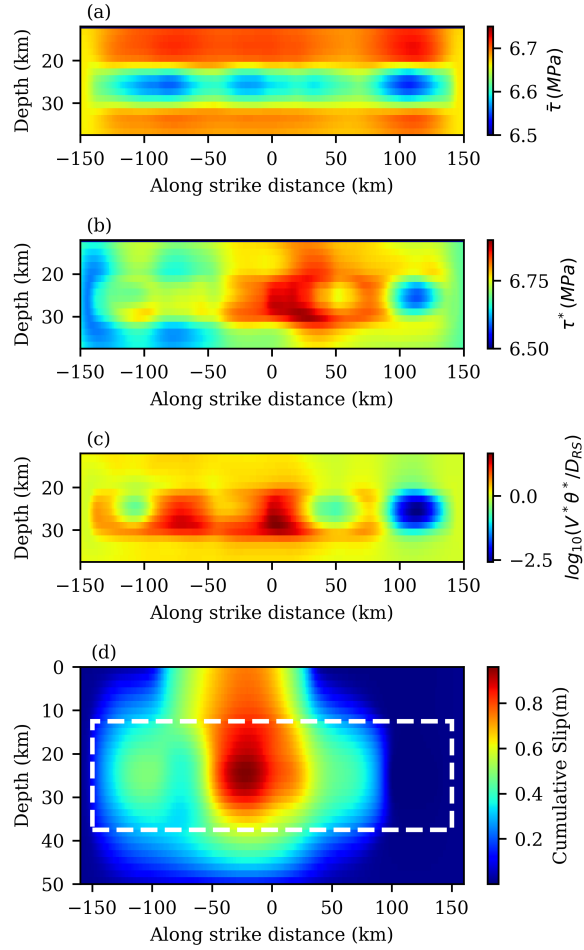 (a)
Depth (km)
20
30
−150 −100 −50 0 50 100 150
Along strike distance (km)
6.7
6.6
6.5
τ̄ (MPa)
(b)
Depth (km)
20
30
−150 −100 −50 0 50 100 150
Along strike distance (km)
6.75
6.50
τ* (MPa)
(c)
Depth (km)
20
30
−150 −100 −50 0 50 100 150
Along strike distance (km)
0.0
−2.5
log₁₀(V*θ*/D_RS)
(d)
Depth (km)
0
10
20
30
40
50
−150 −100 −50 0 50 100 150
Along strike distance (km)
0.8
0.6
0.4
0.2
Cumulative Slip(m)